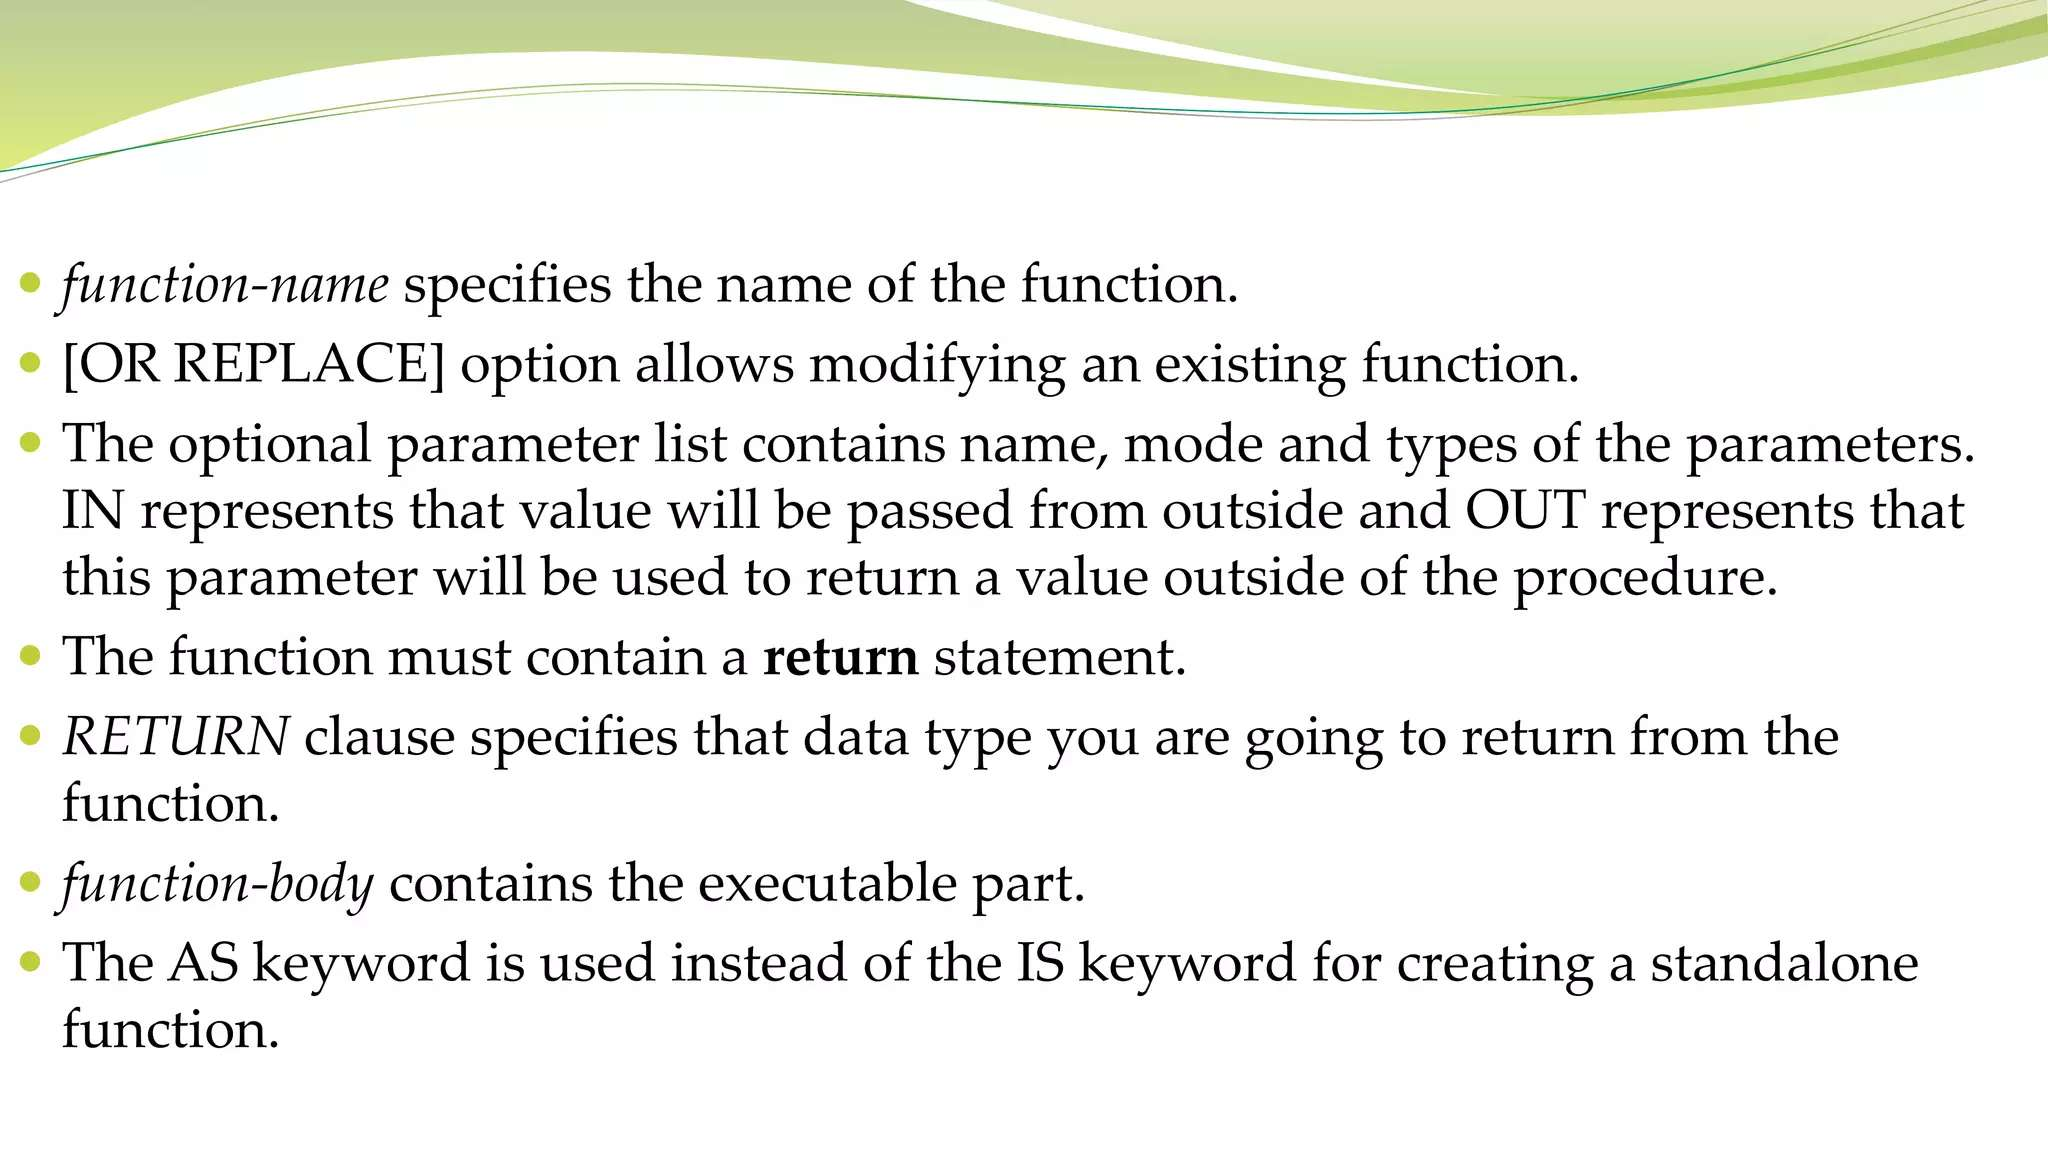 function-name specifies the name of the function.
[OR REPLACE] option allows modifying an existing function.
The optional parameter list contains name, mode and types of the parameters.
IN represents that value will be passed from outside and OUT represents that
this parameter will be used to return a value outside of the procedure.
The function must contain a return statement.
RETURN clause specifies that data type you are going to return from the
function.
function-body contains the executable part.
The AS keyword is used instead of the IS keyword for creating a standalone
function.